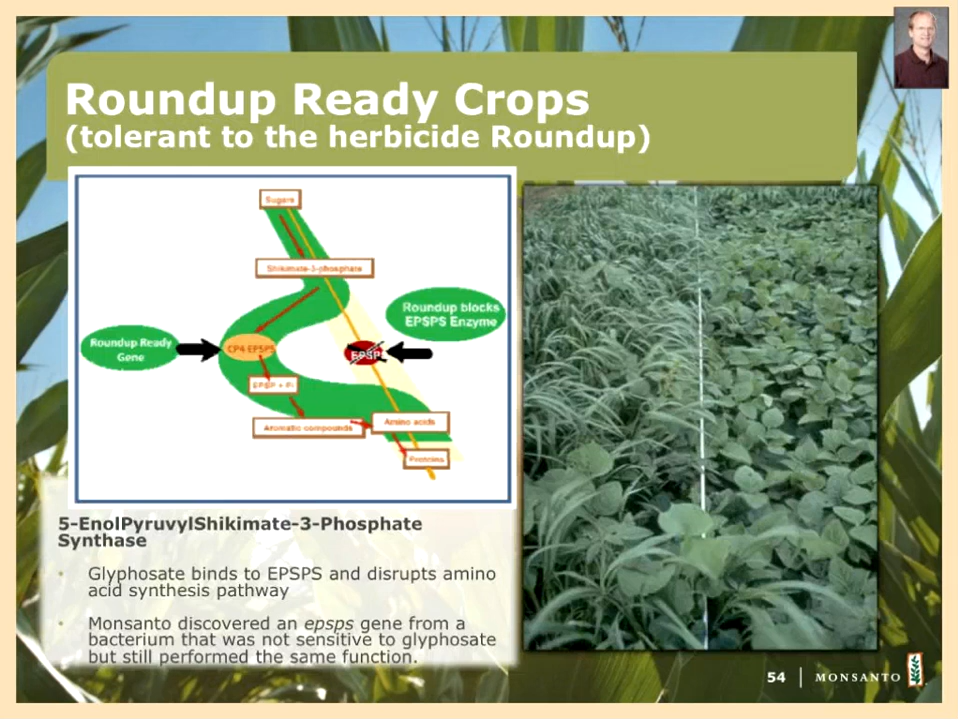 Roundup Ready Crops
(tolerant to the herbicide Roundup)
Sugars
Shikimate-3-phosphate
Roundup blocks
EPSPS Enzyme
Roundup Ready
Gene
CP4 EPSPS
EPSPS
EPSP + Pi
Aromatic compounds
Amino acids
Proteins
5-EnolPyruvylShikimate-3-Phosphate
Synthase
• Glyphosate binds to EPSPS and disrupts amino
acid synthesis pathway
• Monsanto discovered an epsps gene from a
bacterium that was not sensitive to glyphosate
but still performed the same function.
54 | MONSANTO